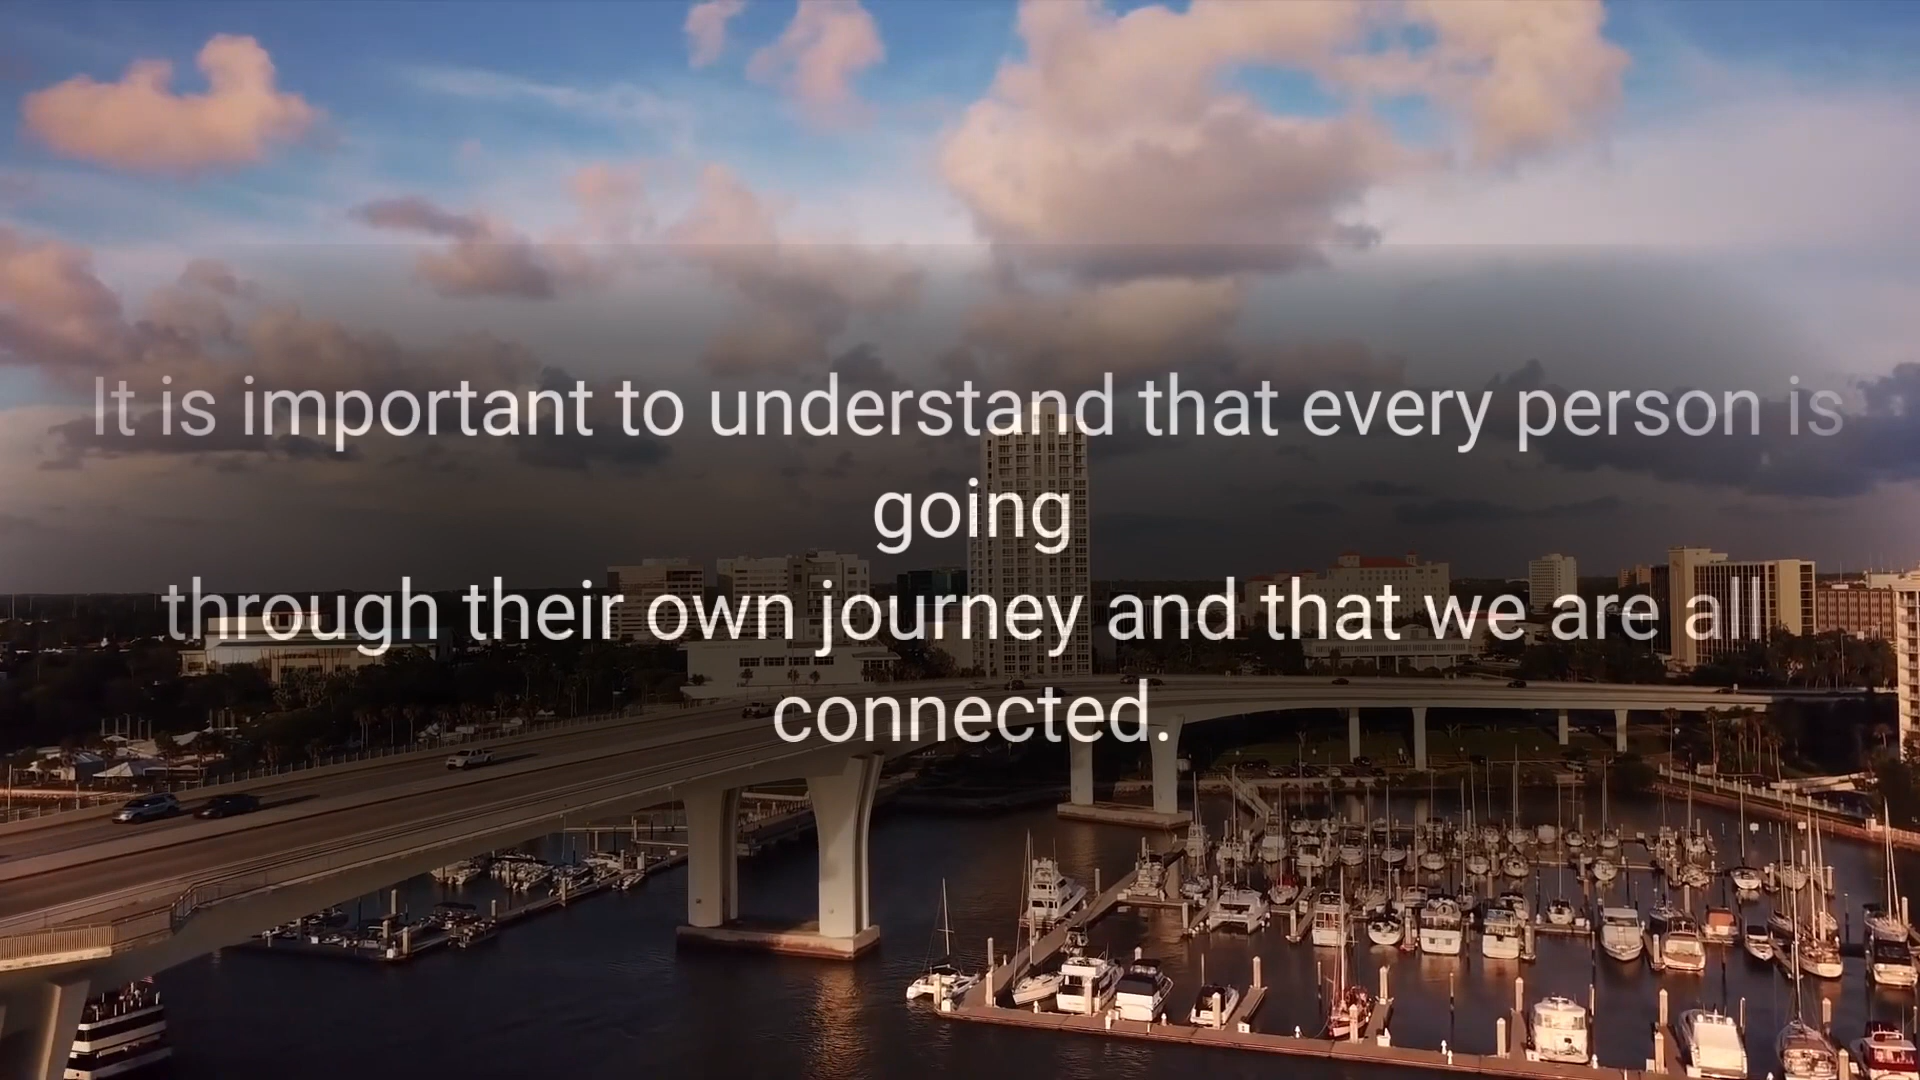 It is important to understand that every person is
going
through their own journey and that we are all
connected.